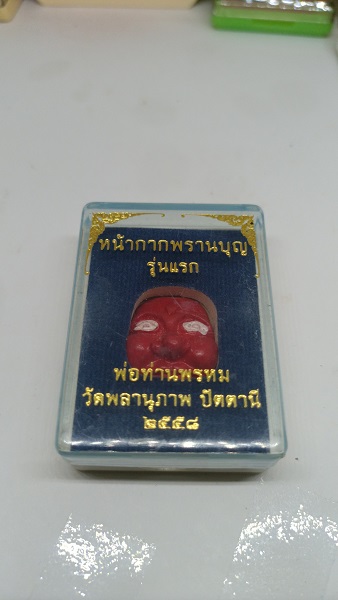 หน้ากากพรานบุญ
รุ่นแรก
พ่อท่านพรหม
วัดพลานุภาพ ปัตตานี
๒๕๕๘